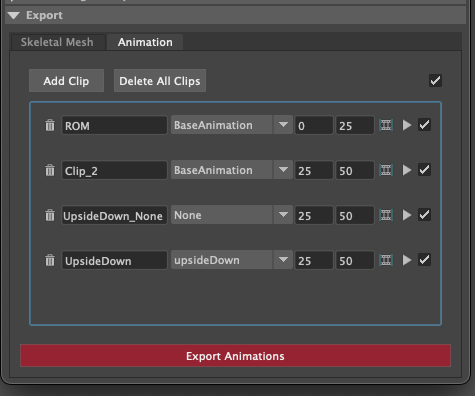 Export
Skeletal Mesh Animation
Add Clip Delete All Clips
ROM BaseAnimation 0 25
Clip_2 BaseAnimation 25 50
UpsideDown_None None 25 50
UpsideDown upsideDown 25 50
Export Animations